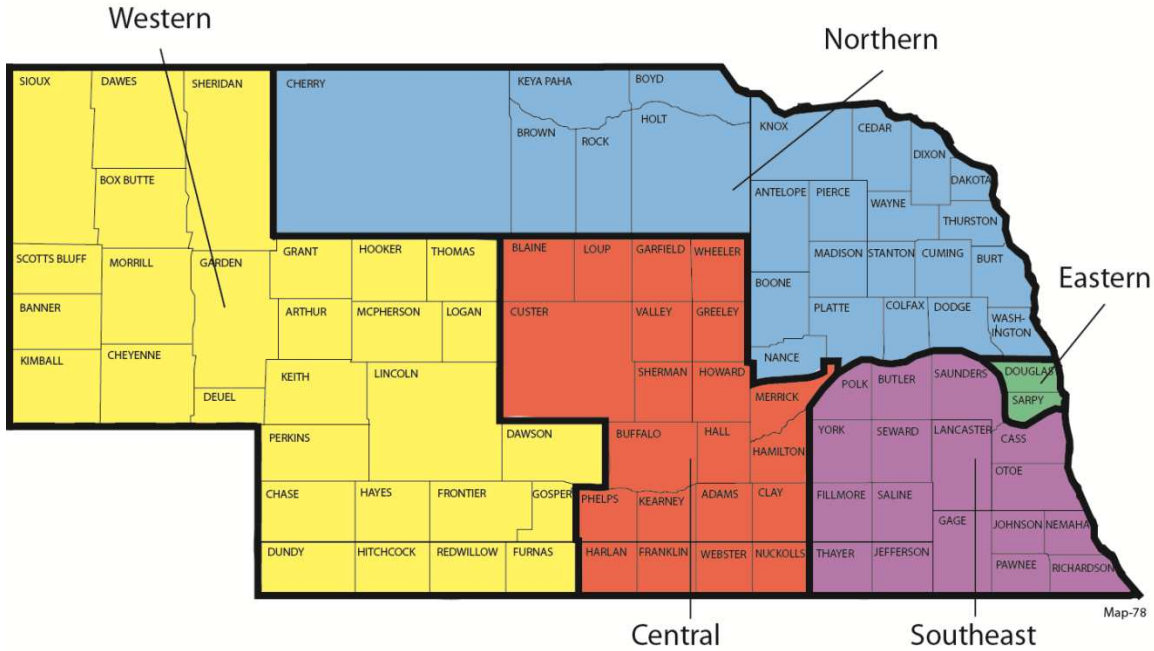 Western
Northern
SIOUX
DAWES
SHERIDAN
CHERRY
KEYA PAHA
BOYD
BROWN
ROCK
HOLT
KNOX
CEDAR
DIXON
DAKOTA
BOX BUTTE
ANTELOPE
PIERCE
WAYNE
THURSTON
SCOTTS BLUFF
MORRILL
GARDEN
GRANT
HOOKER
THOMAS
BLAINE
LOUP
GARFIELD
WHEELER
MADISON
STANTON
CUMING
BURT
Eastern
BOONE
BANNER
ARTHUR
MCPHERSON
LOGAN
CUSTER
VALLEY
GREELEY
PLATTE
COLFAX
DODGE
WASH-
INGTON
KIMBALL
CHEYENNE
NANCE
KEITH
LINCOLN
SHERMAN
HOWARD
POLK
BUTLER
SAUNDERS
DOUGLAS
DEUEL
MERRICK
SARPY
PERKINS
DAWSON
BUFFALO
HALL
HAMILTON
YORK
SEWARD
LANCASTER
CASS
OTOE
CHASE
HAYES
FRONTIER
GOSPER
PHELPS
KEARNEY
ADAMS
CLAY
FILLMORE
SALINE
GAGE
JOHNSON
NEMAHA
DUNDY
HITCHCOCK
REDWILLOW
FURNAS
HARLAN
FRANKLIN
WEBSTER
NUCKOLLS
THAYER
JEFFERSON
PAWNEE
RICHARDSON
Map-78
Central
Southeast